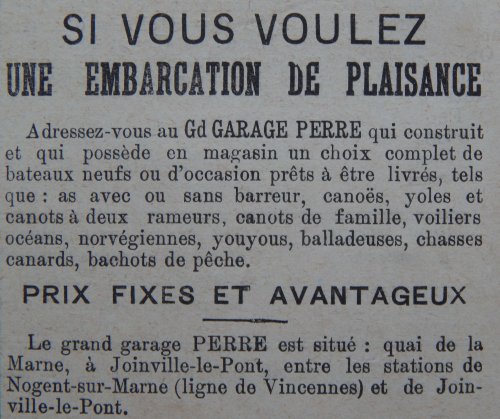 SI VOUS VOULEZ
UNE EMBARCATION DE PLAISANCE
Adressez-vous au Gd GARAGE PERRE qui construit
et qui possède en magasin un choix complet de
bateaux neufs ou d'occasion prêts à être livrés, tels
que : as avec ou sans barreur, canoës, yoles et
canots à deux rameurs, canots de famille, voiliers
océans, norvégiennes, youyous, balladeuses, chasses
canards, bachots de pêche.
PRIX FIXES ET AVANTAGEUX
Le grand garage PERRE est situé : quai de la
Marne, à Joinville-le-Pont, entre les stations de
Nogent-sur-Marne (ligne de Vincennes) et de Join-
ville-le-Pont.